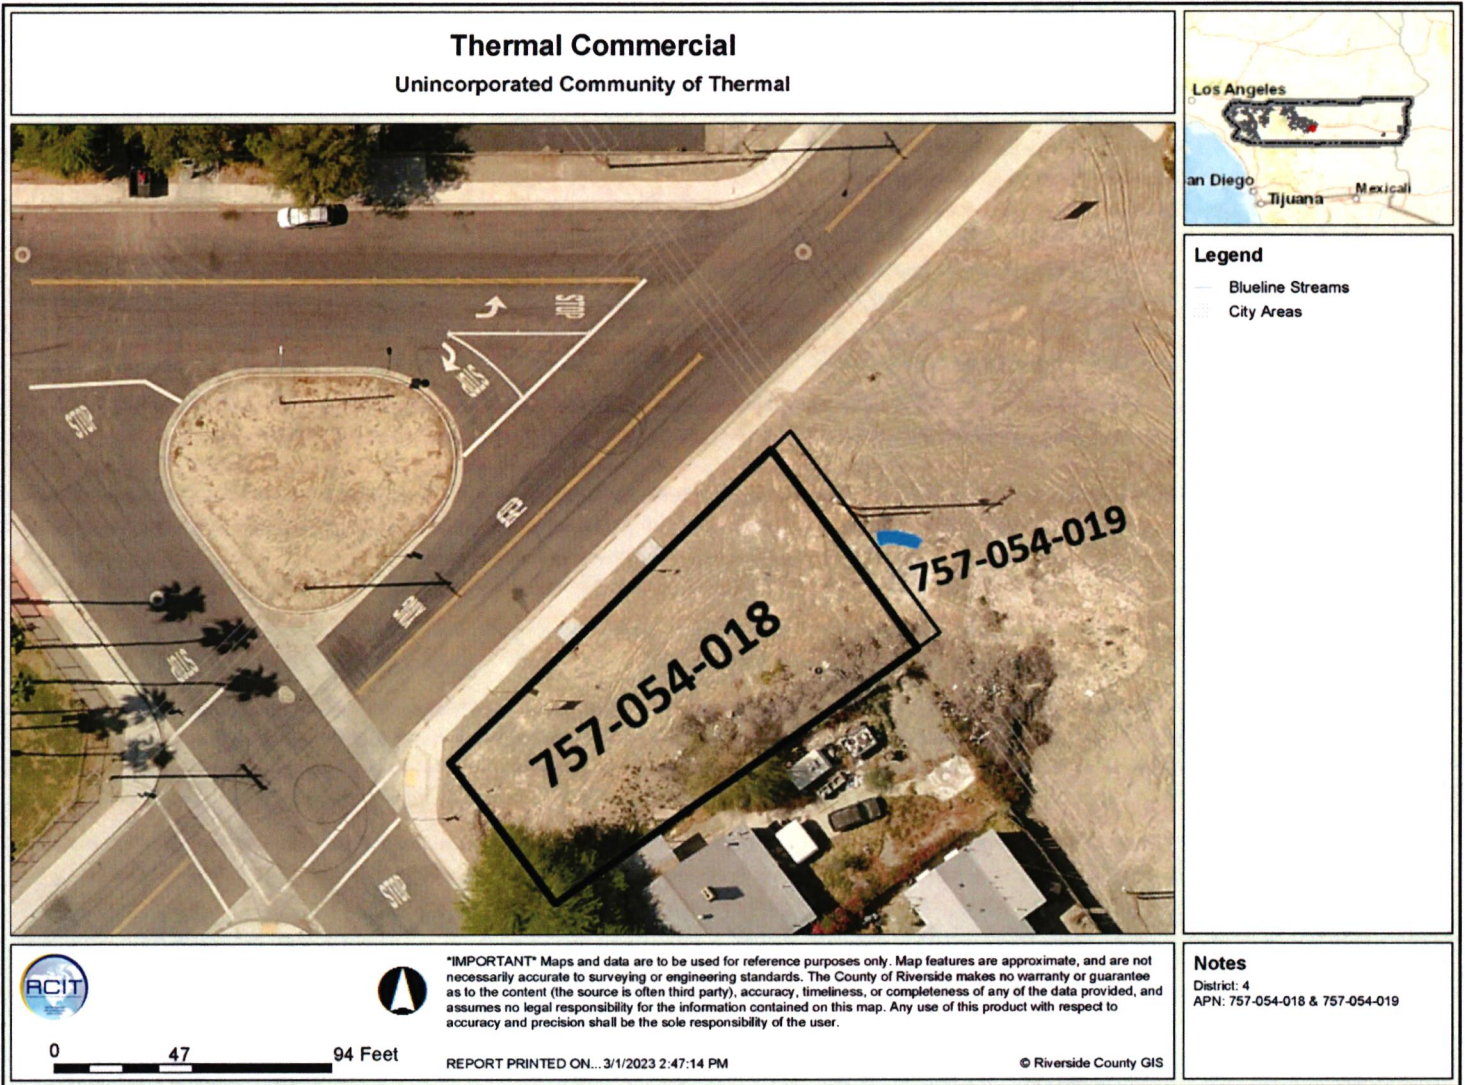 Thermal Commercial
Unincorporated Community of Thermal
Los Angeles
an Diego
Tijuana
Mexicali
Legend
Blueline Streams
City Areas
STOP
STOP
STOP
STOP
STOP
STOP
757-054-019
757-054-018
RCIT
*IMPORTANT* Maps and data are to be used for reference purposes only. Map features are approximate, and are not
necessarily accurate to surveying or engineering standards. The County of Riverside makes no warranty or guarantee
as to the content (the source is often third party), accuracy, timeliness, or completeness of any of the data provided, and
assumes no legal responsibility for the information contained on this map. Any use of this product with respect to
accuracy and precision shall be the sole responsibility of the user.
0 47 94 Feet
REPORT PRINTED ON... 3/1/2023 2:47:14 PM
© Riverside County GIS
Notes
District: 4
APN: 757-054-018 & 757-054-019